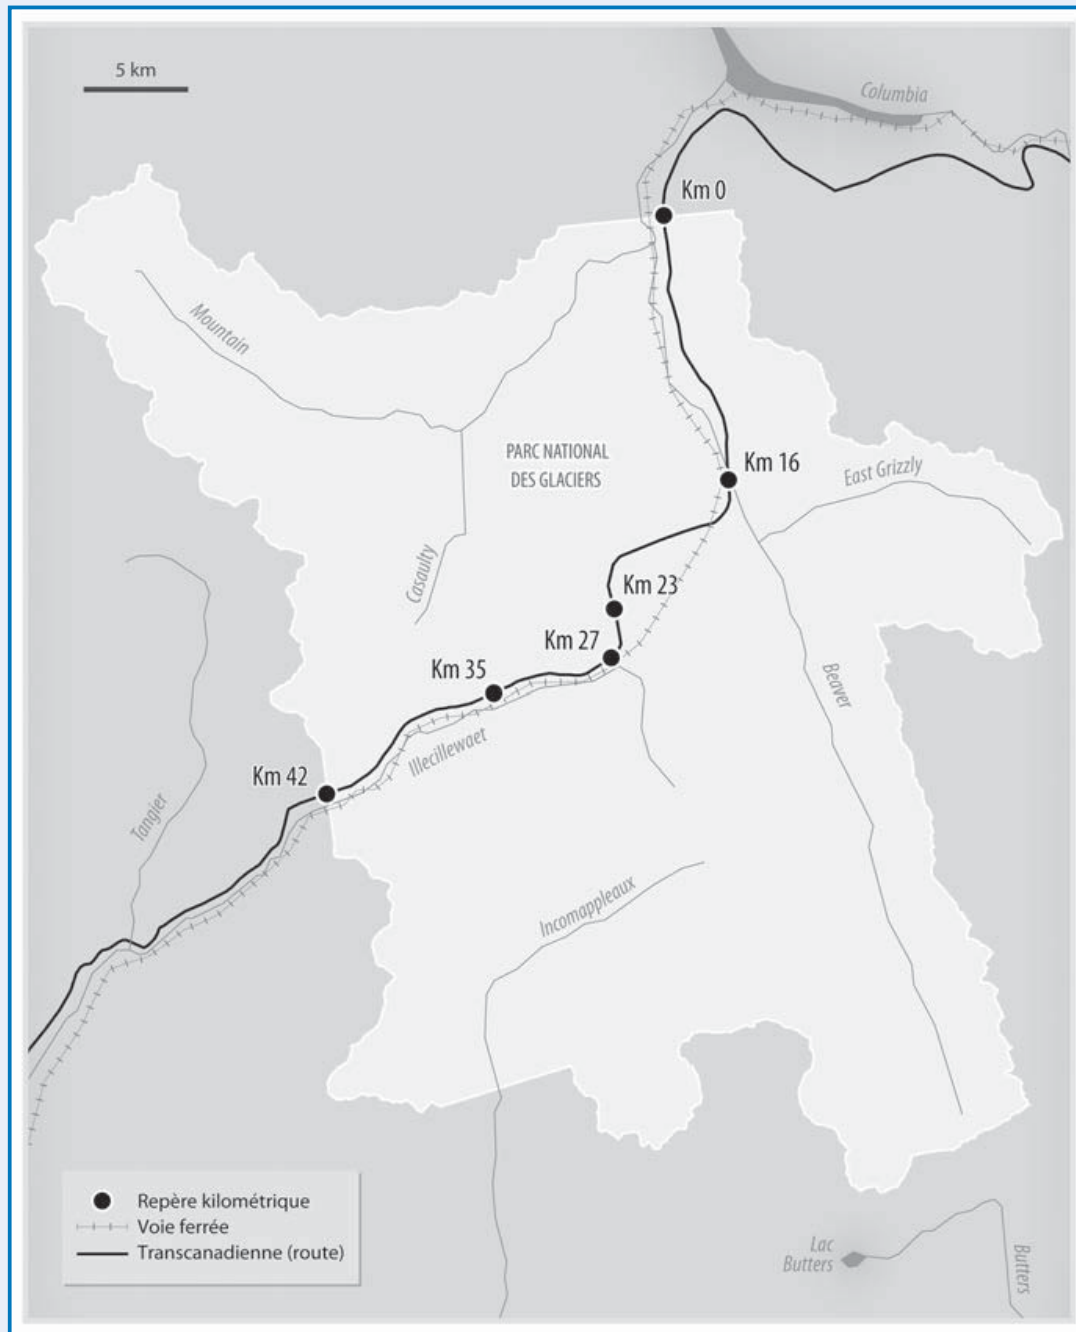 5 km
Columbia
Km 0
Mountain
PARC NATIONAL
DES GLACIERS
Km 16
East Grizzly
Casaulty
Km 23
Km 27
Km 35
Beaver
Illecillewaet
Km 42
Tangier
Incomappleaux
Repère kilométrique
Voie ferrée
Transcanadienne (route)
Lac
Butters
Butters